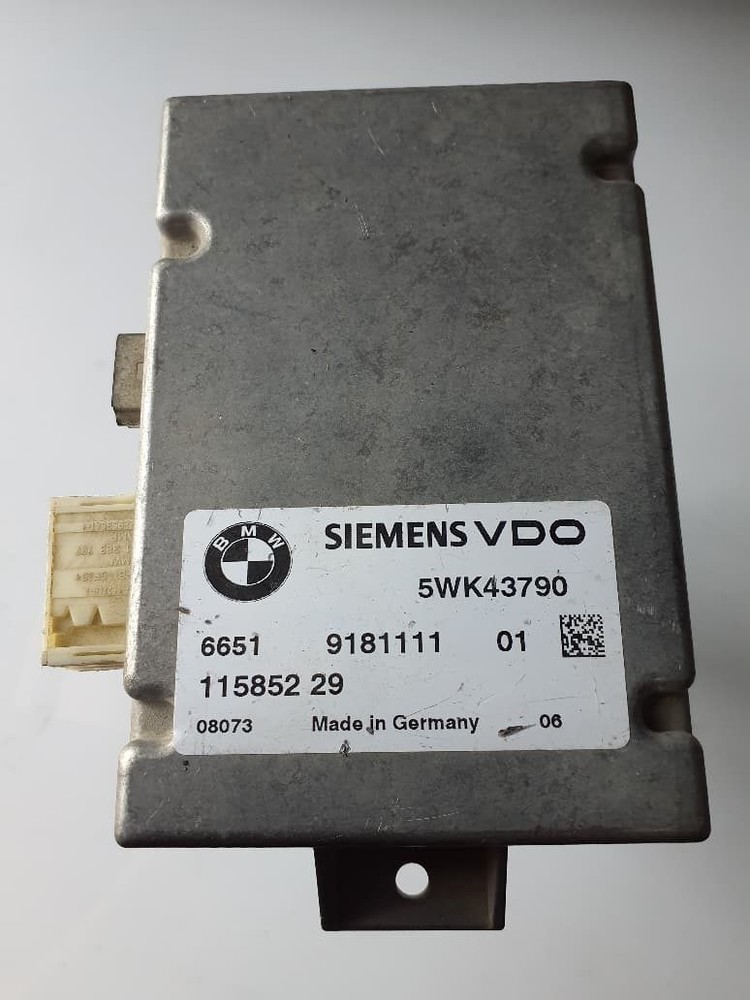 BMW
SIEMENS VDO
5WK43790
6651 9181111 01
115852 29
08073 Made in Germany 06